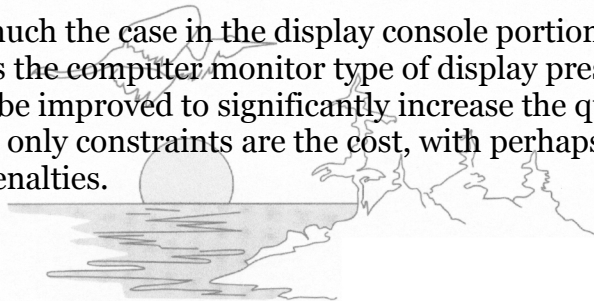 much the case in the display console portion
s the computer monitor type of display pres
be improved to significantly increase the q
only constraints are the cost, with perhaps
enalties.